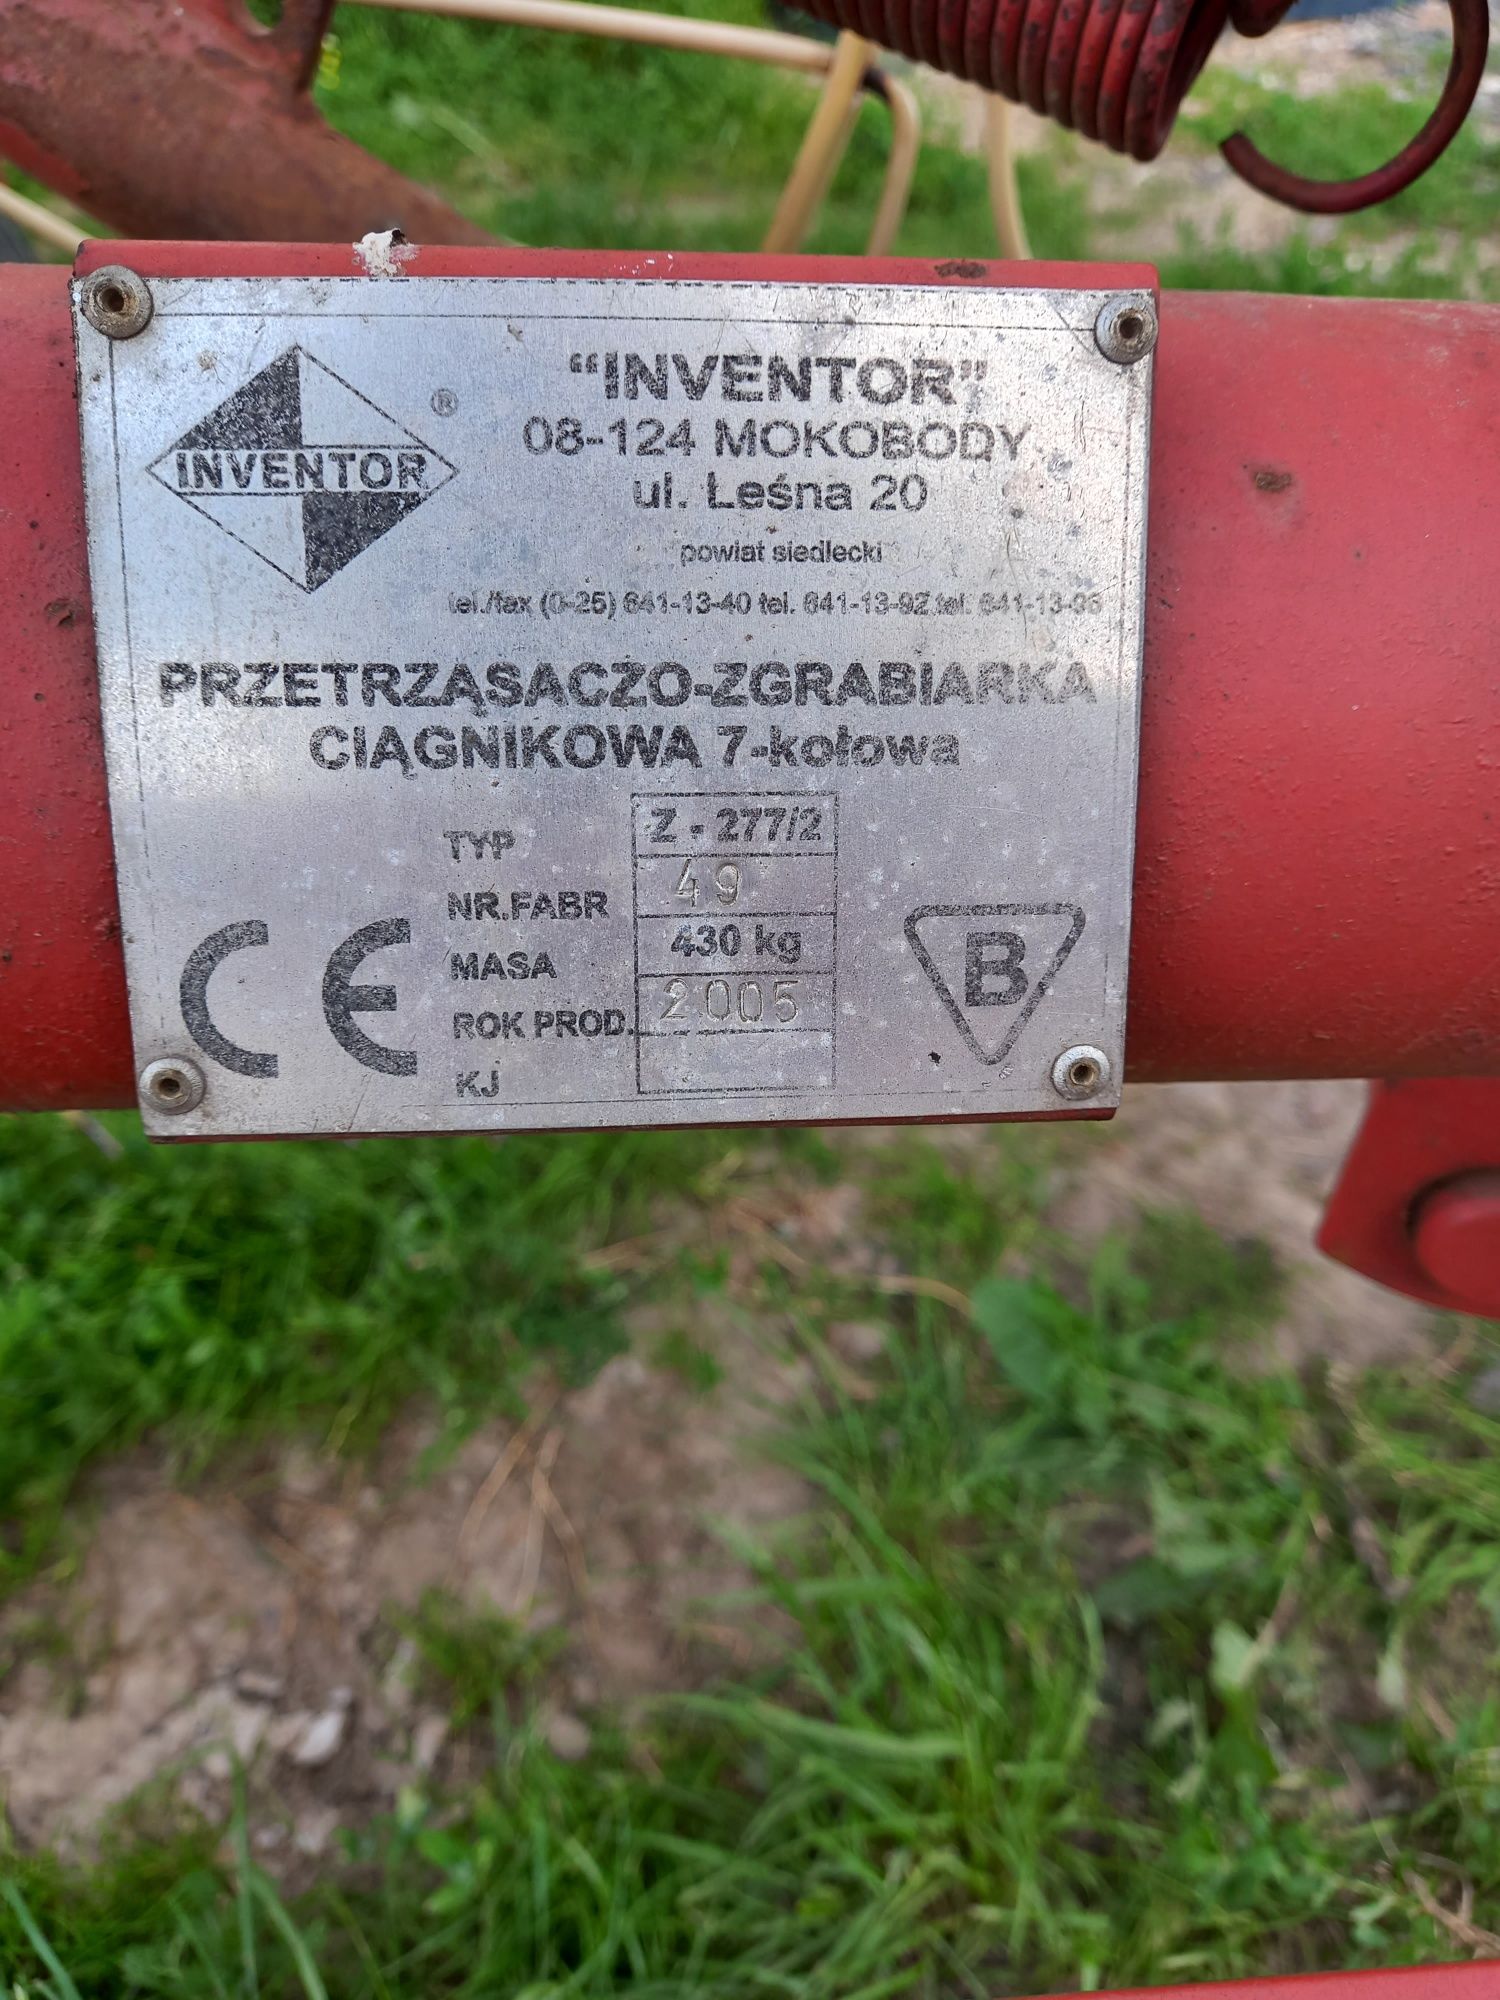 INVENTOR ®
"INVENTOR"
08-124 MOKOBODY
ul. Leśna 20
powiat siedlecki
tel./fax (0-25) 641-13-40 tel. 641-13-92 tel. 641-13-
PRZETRZĄSACZO-ZGRABIARKA
CIĄGNIKOWA 7-kołowa
TYP Z - 277/2
NR.FABR 49
MASA 430 kg
ROK PROD. 2005
KJ
CE
B